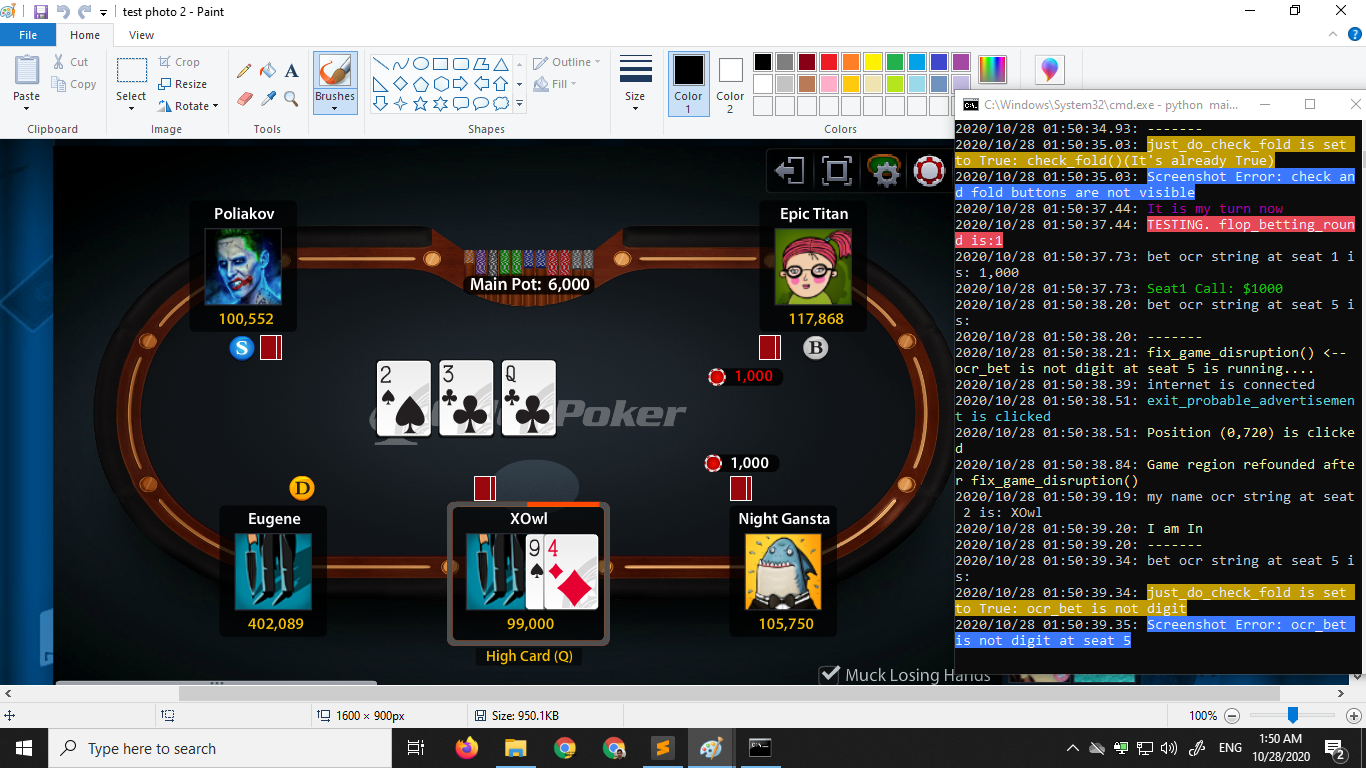 test photo 2 - Paint
File Home View
Paste
Cut
Copy
Clipboard
Select
Crop
Resize
Rotate
Image
Tools
Brushes
Outline
Fill
Shapes
Size
Color 1
Color 2
Colors
Poliakov
100,552
S
Epic Titan
117,868
B
Main Pot: 6,000
1,000
2 3 Q
Poker
1,000
D
Eugene
402,089
XOwl
9 4
99,000
High Card (Q)
Night Gansta
105,750
Muck Losing Hands
C:\Windows\System32\cmd.exe - python mai...
2020/10/28 01:50:34.93: -------
2020/10/28 01:50:35.03: just_do_check_fold is set
to True: check_fold()(It's already True)
2020/10/28 01:50:35.03: Screenshot Error: check an
d fold buttons are not visible
2020/10/28 01:50:37.44: It is my turn now
2020/10/28 01:50:37.44: TESTING. flop_betting_roun
d is:1
2020/10/28 01:50:37.73: bet ocr string at seat 1 i
s: 1,000
2020/10/28 01:50:37.73: Seat1 Call: $1000
2020/10/28 01:50:38.20: bet ocr string at seat 5 i
s:
2020/10/28 01:50:38.20: -------
2020/10/28 01:50:38.21: fix_game_disruption() <--
ocr_bet is not digit at seat 5 is running....
2020/10/28 01:50:38.39: internet is connected
2020/10/28 01:50:38.51: exit_probable_advertisemen
t is clicked
2020/10/28 01:50:38.51: Position (0,720) is clicke
d
2020/10/28 01:50:38.84: Game region refounded afte
r fix_game_disruption()
2020/10/28 01:50:39.19: my name ocr string at seat
2 is: XOwl
2020/10/28 01:50:39.20: I am In
2020/10/28 01:50:39.20: -------
2020/10/28 01:50:39.34: bet ocr string at seat 5 i
s:
2020/10/28 01:50:39.34: just_do_check_fold is set
to True: ocr_bet is not digit
2020/10/28 01:50:39.35: Screenshot Error: ocr_bet
is not digit at seat 5
1600 × 900px
Size: 950.1KB
100%
Type here to search
ENG
1:50 AM
10/28/2020
2